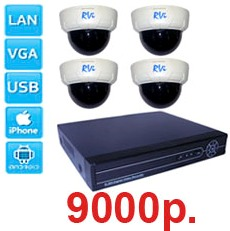 LAN
VGA
USB
iPhone
ANDROID
RVi
RVi
RVi
RVi
9000р.